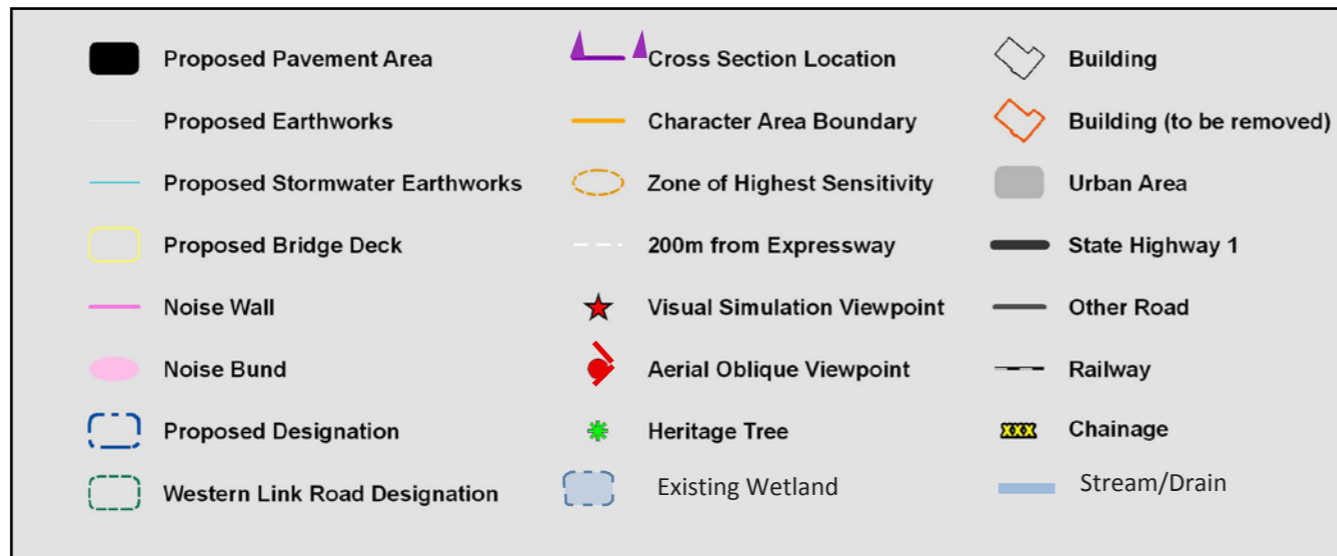 Proposed Pavement Area
Proposed Earthworks
Proposed Stormwater Earthworks
Proposed Bridge Deck
Noise Wall
Noise Bund
Proposed Designation
Western Link Road Designation
Cross Section Location
Character Area Boundary
Zone of Highest Sensitivity
200m from Expressway
Visual Simulation Viewpoint
Aerial Oblique Viewpoint
Heritage Tree
Existing Wetland
Building
Building (to be removed)
Urban Area
State Highway 1
Other Road
Railway
XXX Chainage
Stream/Drain